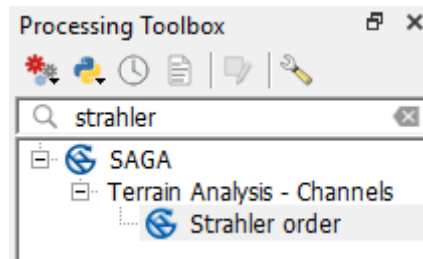 Processing Toolbox
strahler
SAGA
Terrain Analysis - Channels
Strahler order